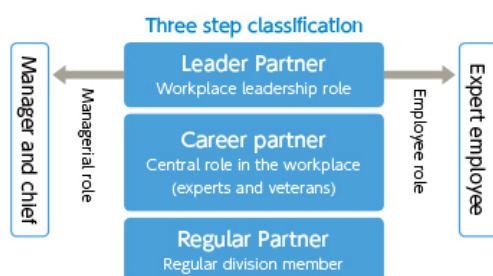 Three step classification
Leader Partner
Workplace leadership role
Manager and chief
Managerial role
Employee role
Expert employee
Career partner
Central role in the workplace
(experts and veterans)
Regular Partner
Regular division member